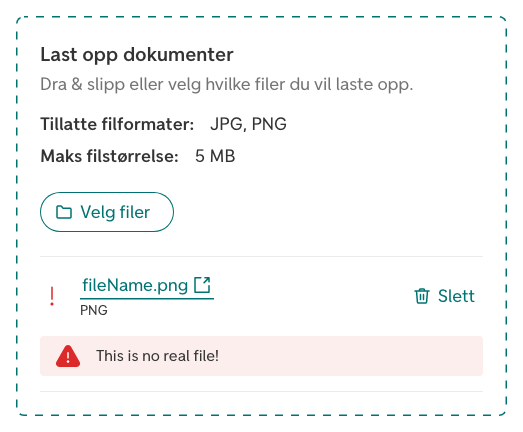 Last opp dokumenter
Dra & slipp eller velg hvilke filer du vil laste opp.
Tillatte filformater: JPG, PNG
Maks filstørrelse: 5 MB
Velg filer
fileName.png
Slett
PNG
This is no real file!